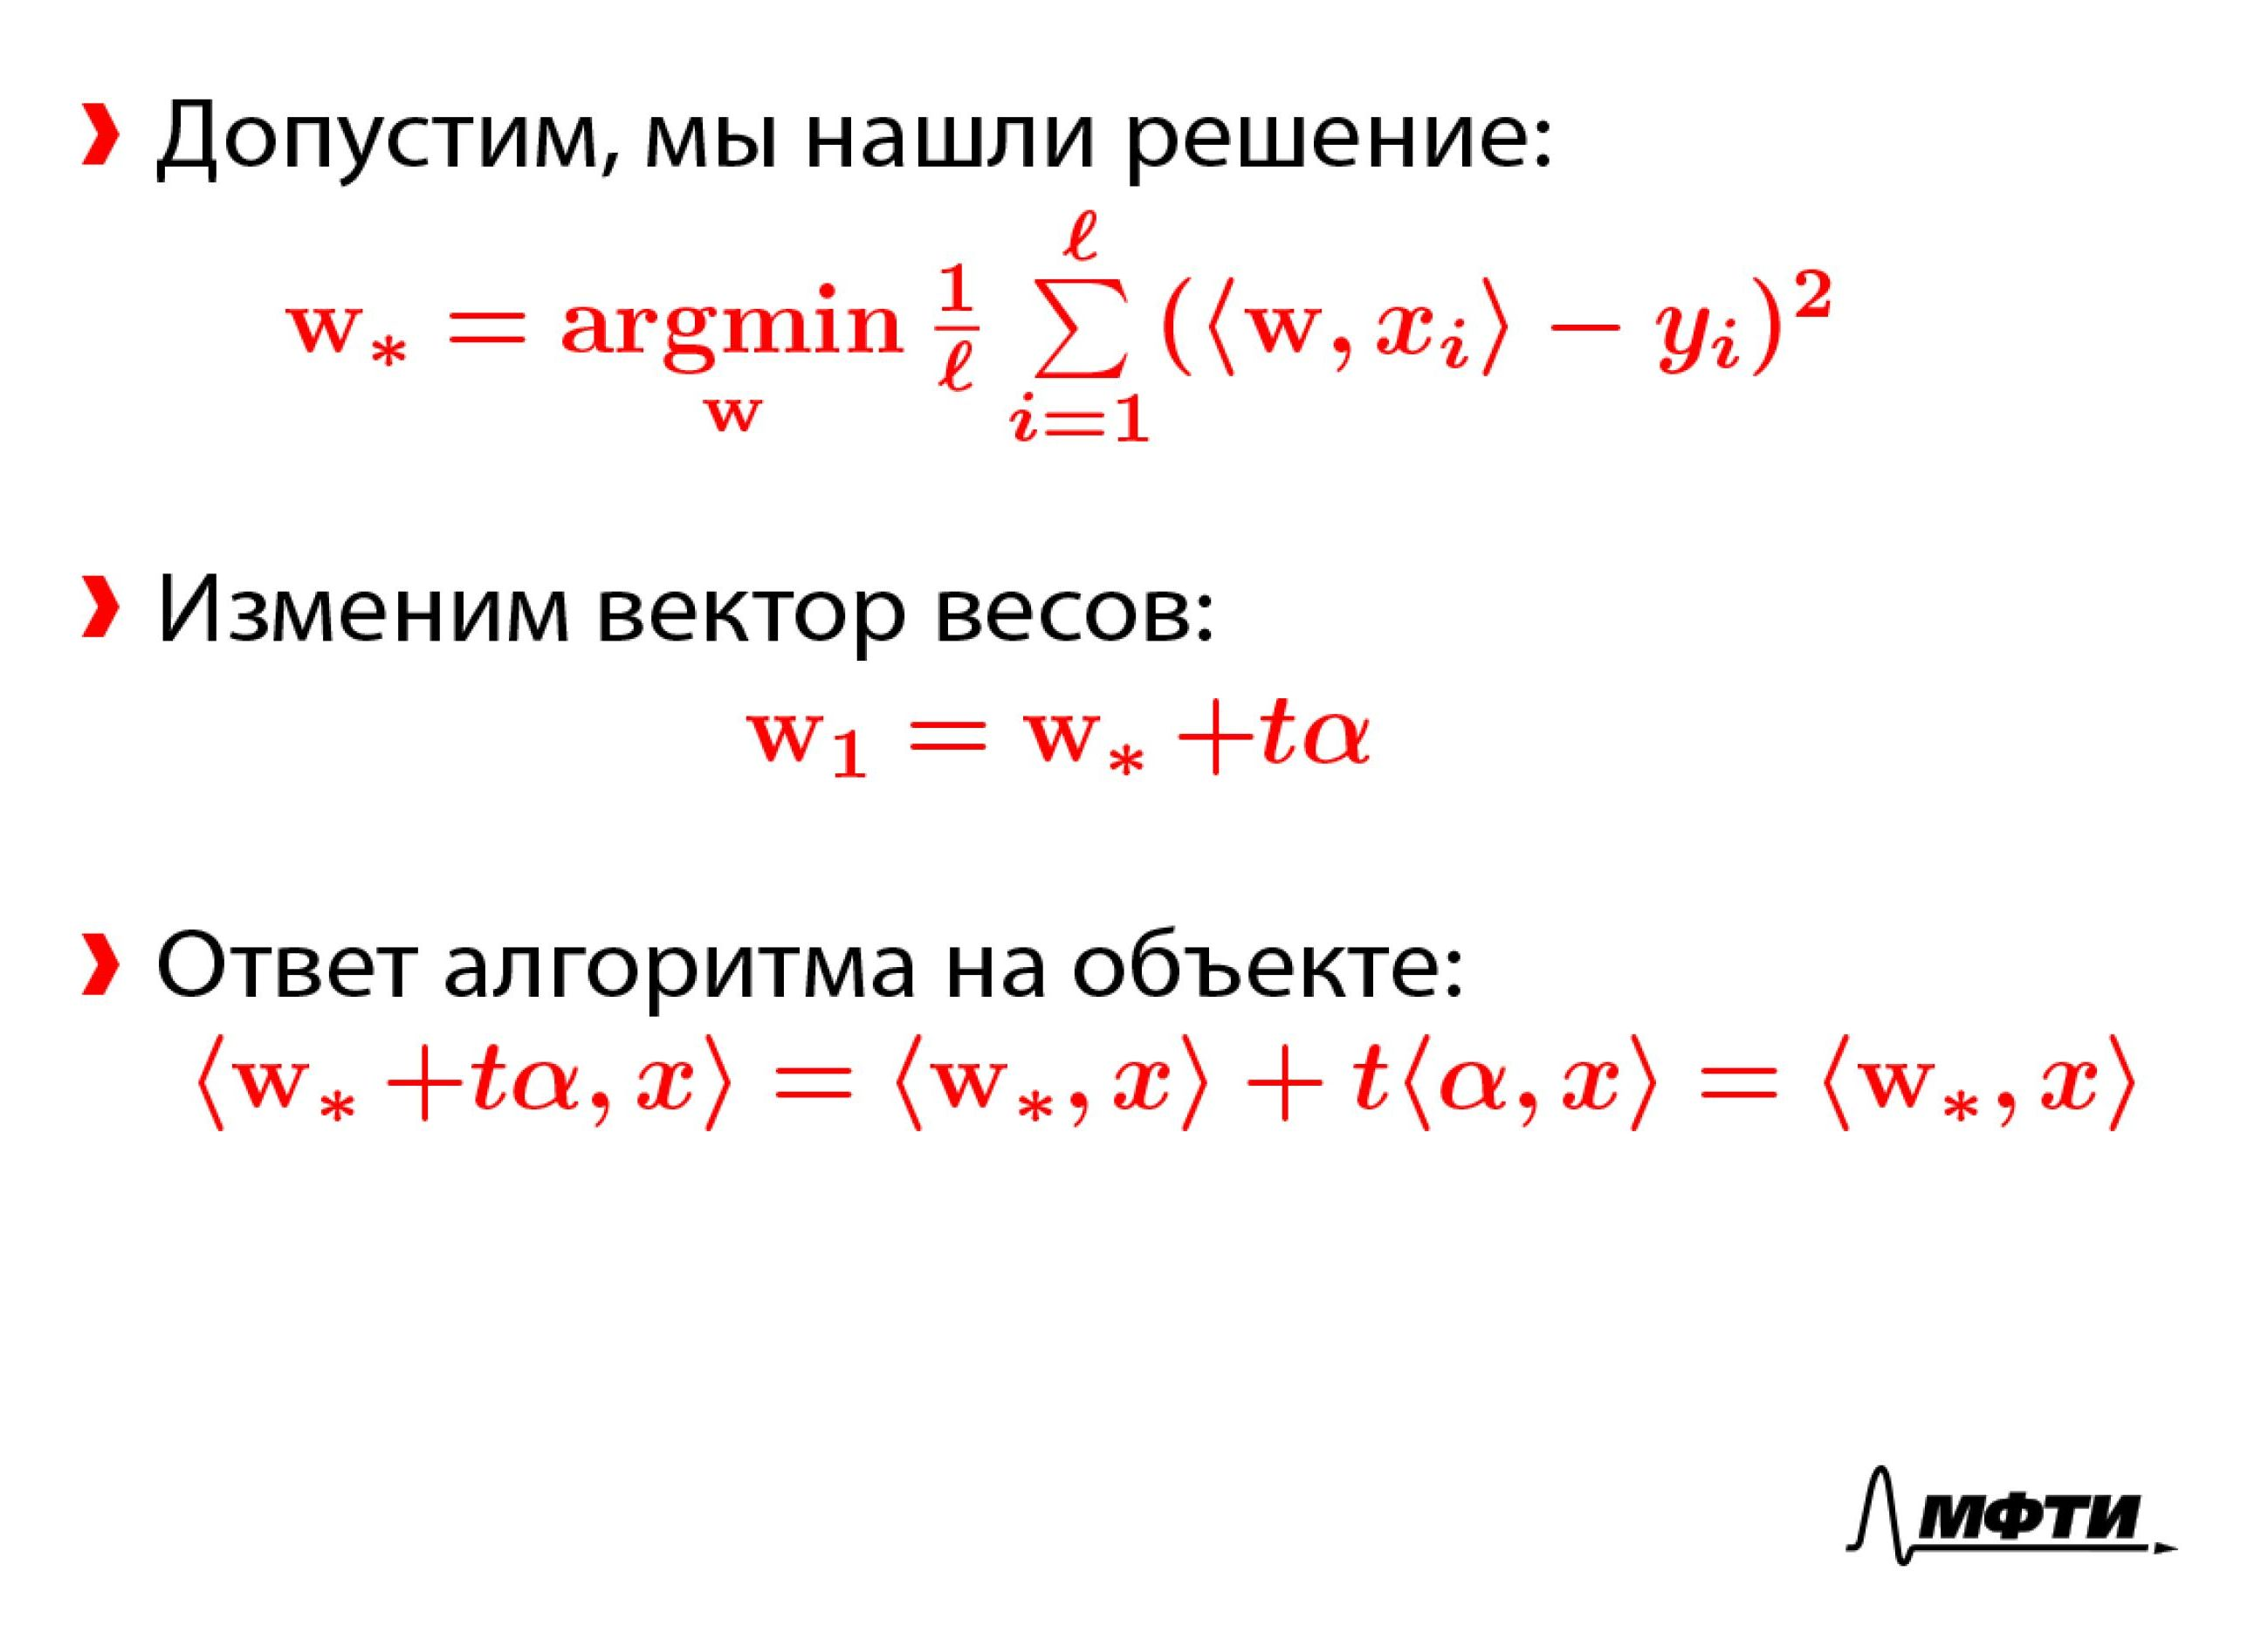 ❱ Допустим, мы нашли решение:
w_* = argmin_w 1/ℓ ∑_{i=1}^{ℓ} (⟨w, x_i⟩ − y_i)²
❱ Изменим вектор весов:
w_1 = w_* + tα
❱ Ответ алгоритма на объекте:
⟨w_* + tα, x⟩ = ⟨w_*, x⟩ + t⟨α, x⟩ = ⟨w_*, x⟩
МФТИ